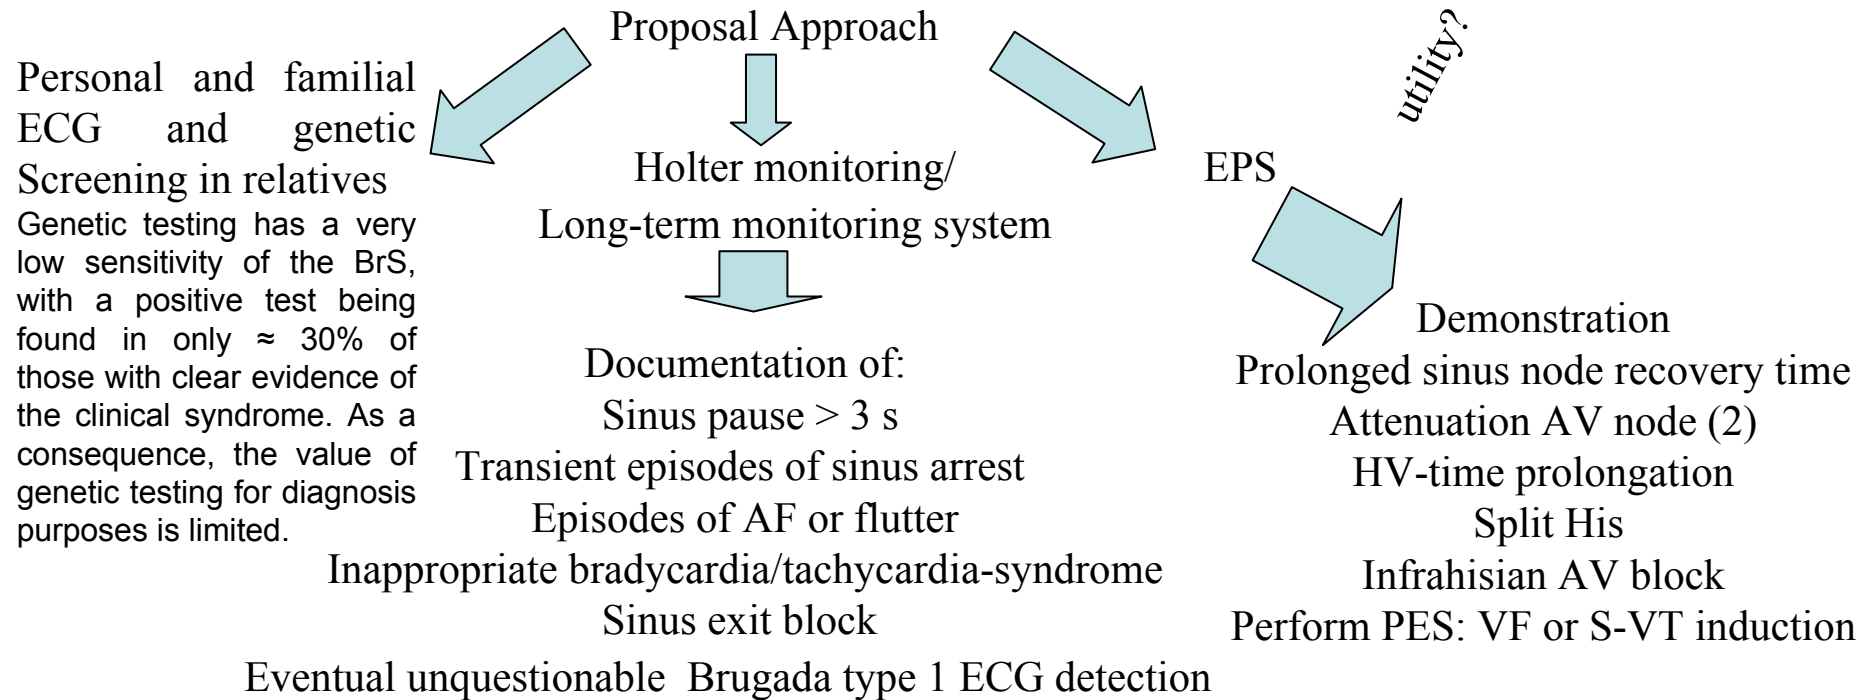 Proposal Approach
utility?
Personal and familial
ECG and genetic
Screening in relatives
Genetic testing has a very
low sensitivity of the BrS,
with a positive test being
found in only ≈ 30% of
those with clear evidence of
the clinical syndrome. As a
consequence, the value of
genetic testing for diagnosis
purposes is limited.
Holter monitoring/
Long-term monitoring system
Documentation of:
Sinus pause > 3 s
Transient episodes of sinus arrest
Episodes of AF or flutter
Inappropriate bradycardia/tachycardia-syndrome
Sinus exit block
Eventual unquestionable Brugada type 1 ECG detection
EPS
Demonstration
Prolonged sinus node recovery time
Attenuation AV node (2)
HV-time prolongation
Split His
Infrahisian AV block
Perform PES: VF or S-VT induction